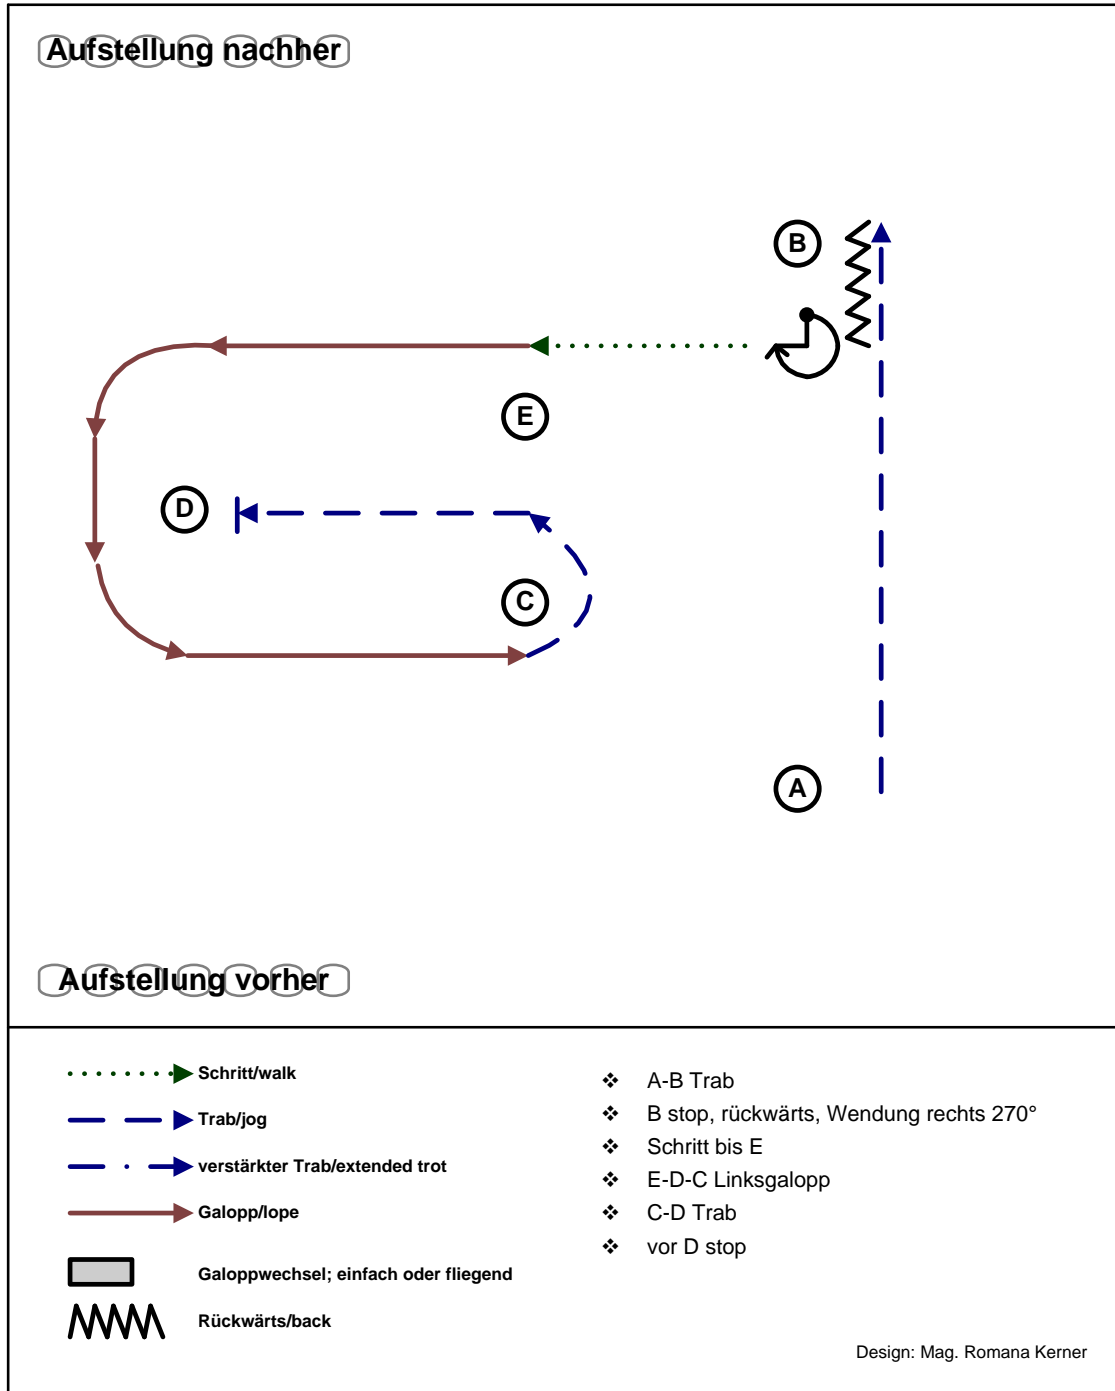 Aufstellung nachher
B
E
D
C
A
Aufstellung vorher
Schritt/walk
Trab/jog
verstärkter Trab/extended trot
Galopp/lope
Galoppwechsel; einfach oder fliegend
Rückwärts/back
❖ A-B Trab
❖ B stop, rückwärts, Wendung rechts 270°
❖ Schritt bis E
❖ E-D-C Linksgalopp
❖ C-D Trab
❖ vor D stop
Design: Mag. Romana Kerner